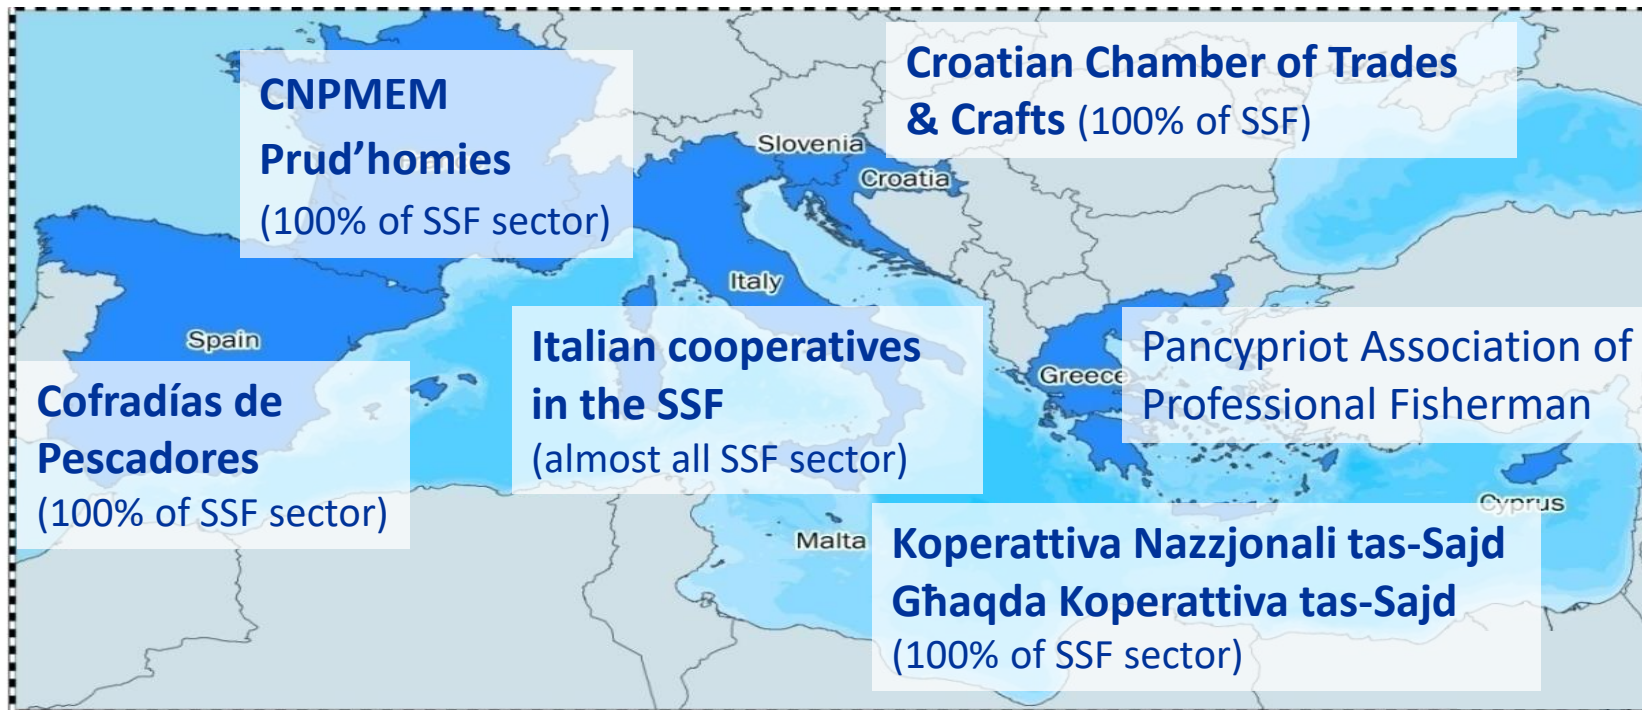 CNPMEM
Prud’homies
(100% of SSF sector)
Croatian Chamber of Trades
& Crafts (100% of SSF)
Slovenia
Croatia
Italy
Spain
Cofradías de
Pescadores
(100% of SSF sector)
Italian cooperatives
in the SSF
(almost all SSF sector)
Greece
Pancypriot Association of
Professional Fisherman
Cyprus
Malta
Koperattiva Nazzjonali tas-Sajd
Għaqda Koperattiva tas-Sajd
(100% of SSF sector)